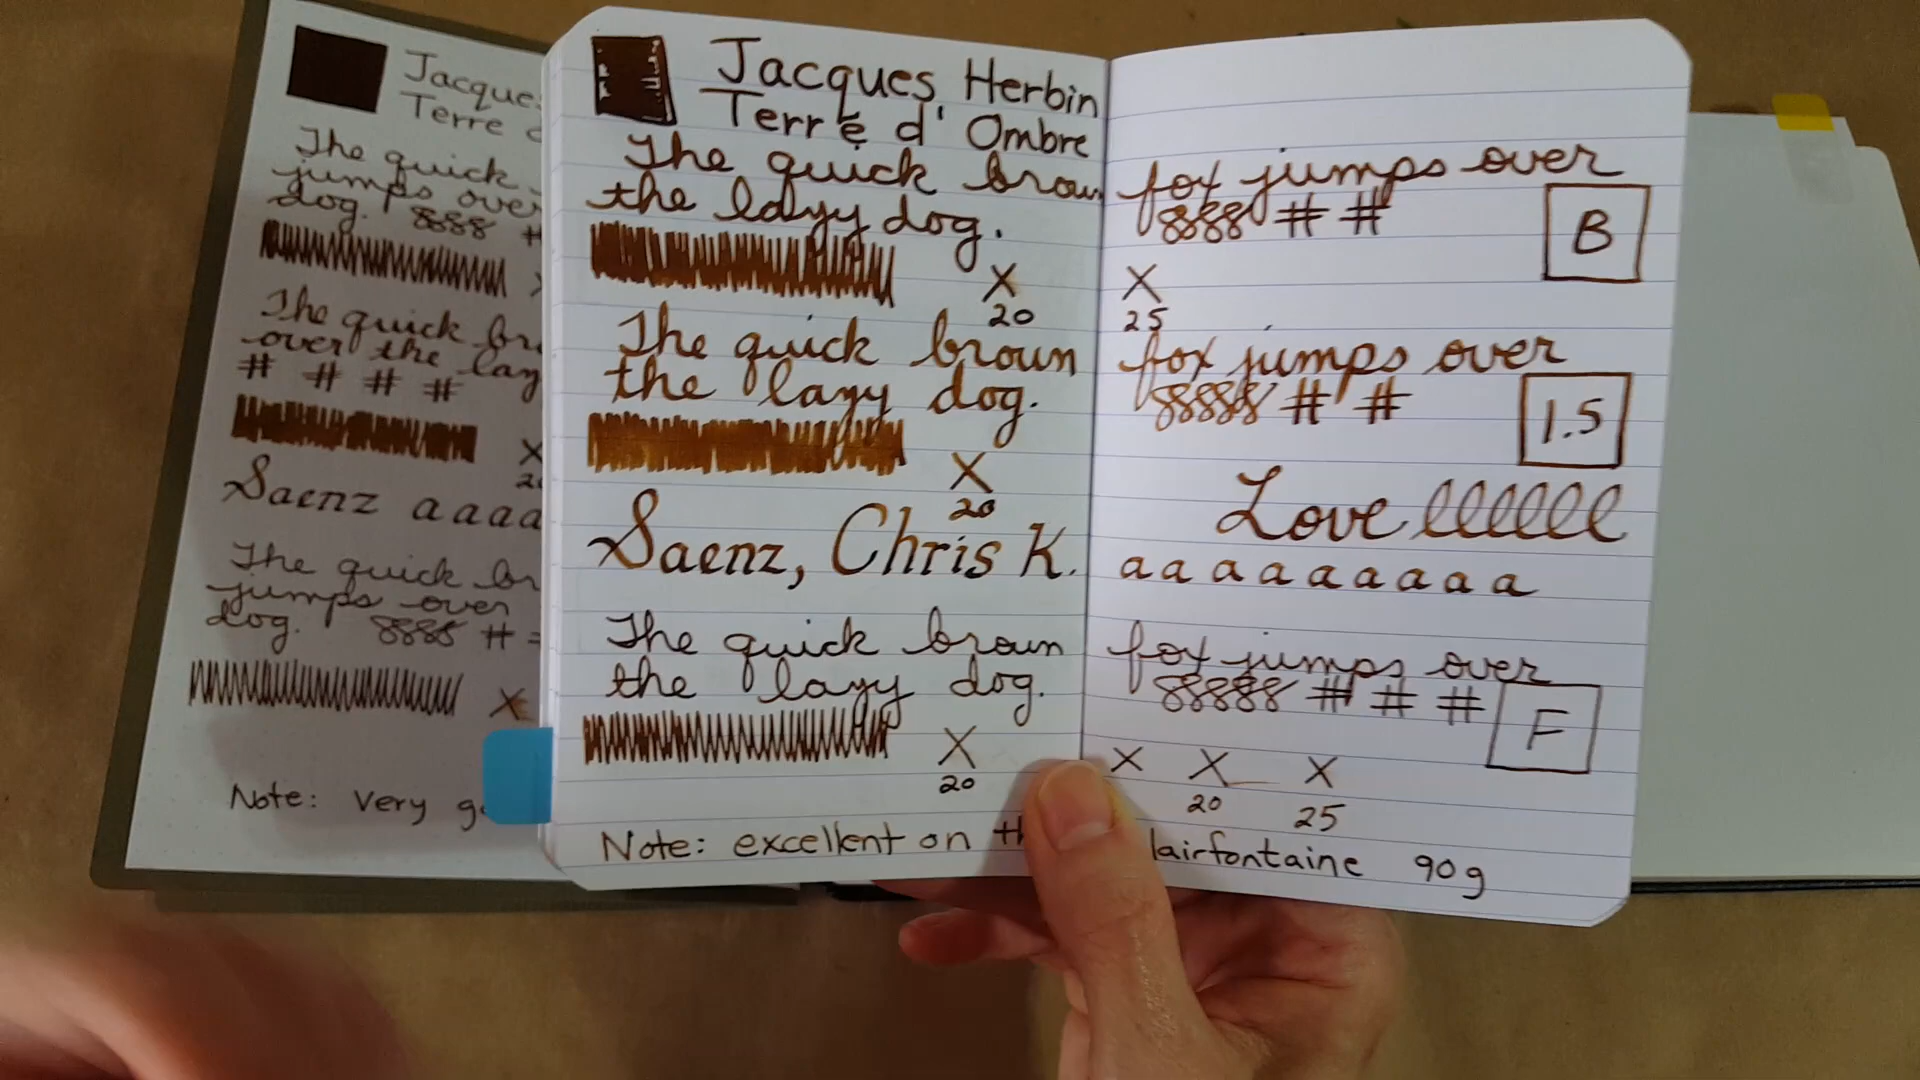 Jacques
Terre d
The quick
jumps over
dog. 8888 #
The quick br
over the laz
# # # #
X
Saenz aaaa
The quick br
jumps over
dog. 8888 #
X
Note: Very g
Jacques Herbin
Terre d'Ombre
The quick brown fox jumps over
the lazy dog. 8888 # #
B
X
20
X
25
The quick brown fox jumps over
the lazy dog. 88888 # #
1.5
X
20
Love llllll
Saenz, Chris K. aaaaaaaaa
The quick brown fox jumps over
the lazy dog. 88888 # # #
F
X
20
X X X
20 25
Note: excellent on lairfontaine 90g